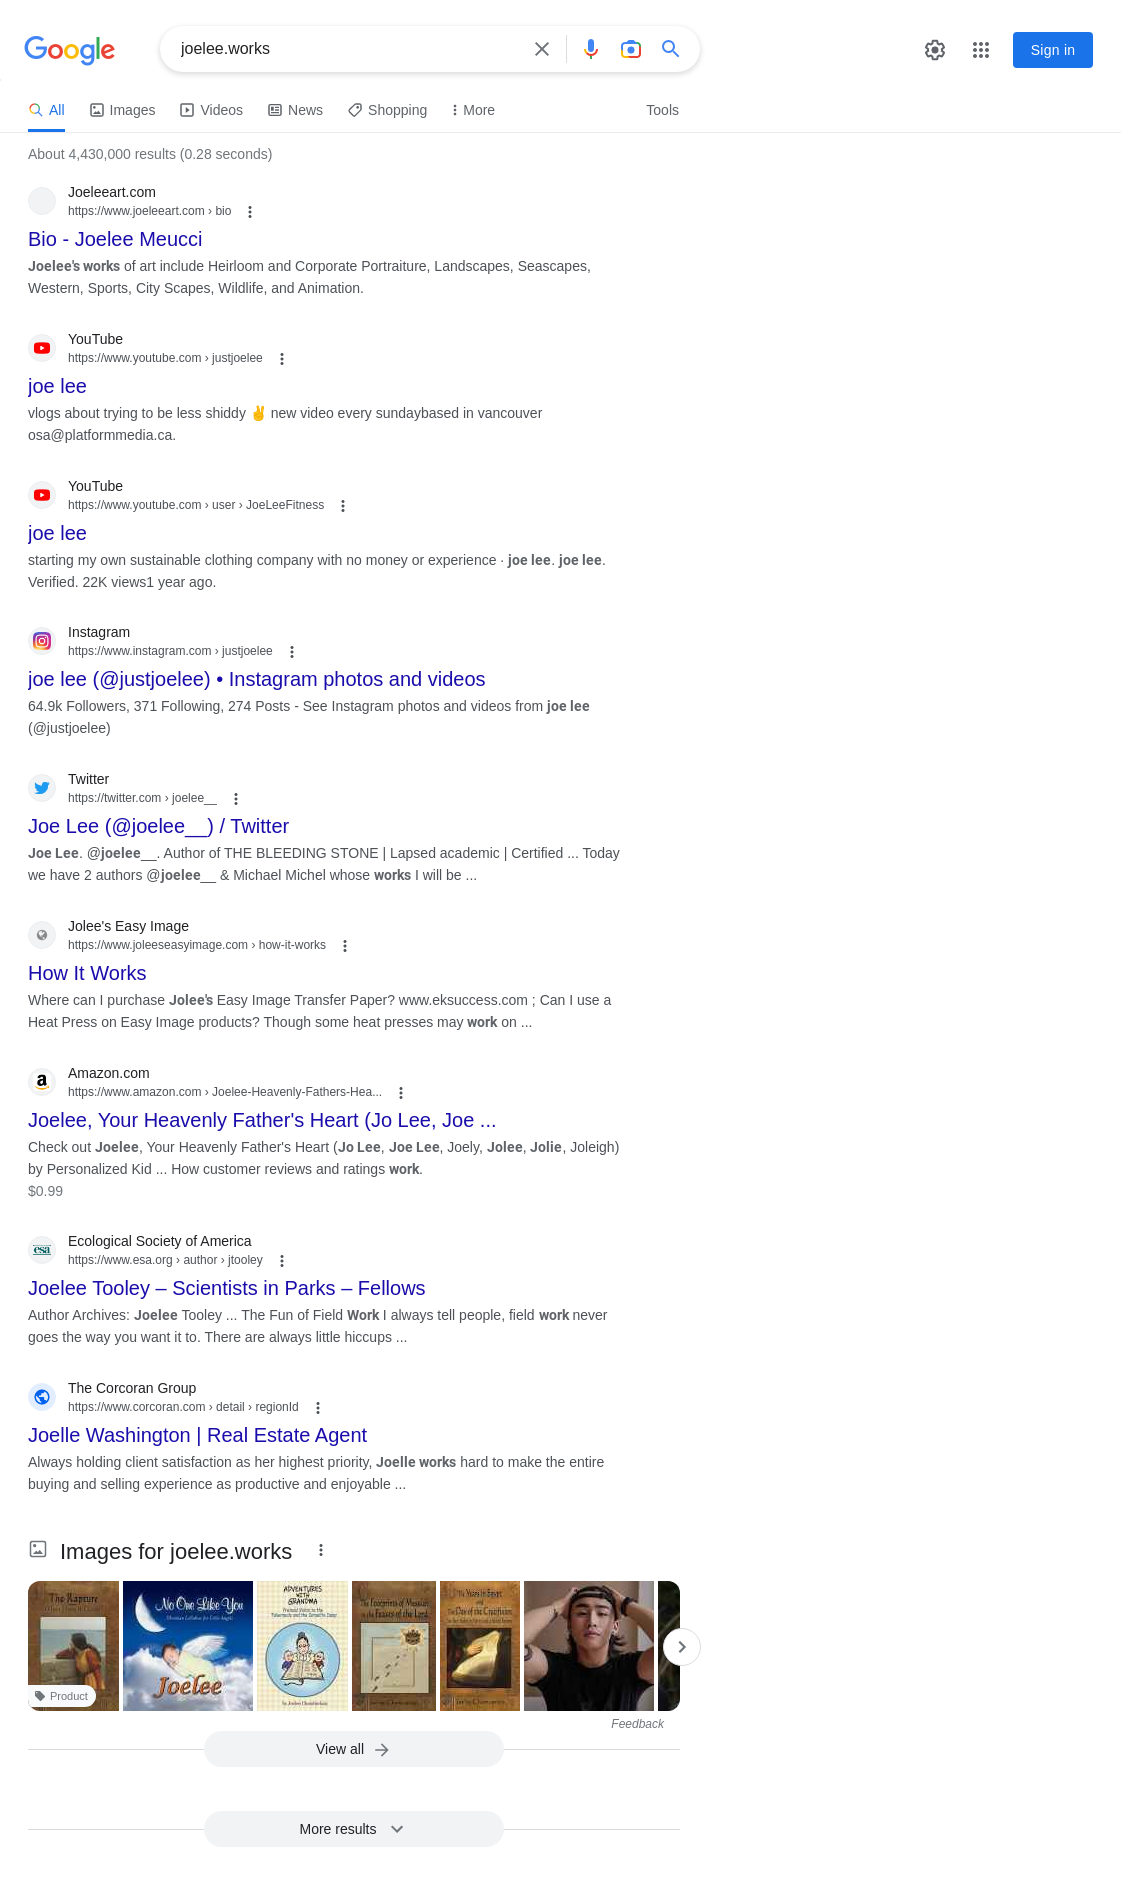 Google
joelee.works
Sign in
All
Images
Videos
News
Shopping
More
Tools
About 4,430,000 results (0.28 seconds)
Joeleeart.com
https://www.joeleeart.com › bio
Bio - Joelee Meucci
Joelee's works of art include Heirloom and Corporate Portraiture, Landscapes, Seascapes,
Western, Sports, City Scapes, Wildlife, and Animation.
YouTube
https://www.youtube.com › justjoelee
joe lee
vlogs about trying to be less shiddy ✌ new video every sundaybased in vancouver
osa@platformmedia.ca.
YouTube
https://www.youtube.com › user › JoeLeeFitness
joe lee
starting my own sustainable clothing company with no money or experience · joe lee. joe lee.
Verified. 22K views1 year ago.
Instagram
https://www.instagram.com › justjoelee
joe lee (@justjoelee) • Instagram photos and videos
64.9k Followers, 371 Following, 274 Posts - See Instagram photos and videos from joe lee
(@justjoelee)
Twitter
https://twitter.com › joelee__
Joe Lee (@joelee__) / Twitter
Joe Lee. @joelee__. Author of THE BLEEDING STONE | Lapsed academic | Certified ... Today
we have 2 authors @joelee__ & Michael Michel whose works I will be ...
Jolee's Easy Image
https://www.joleeseasyimage.com › how-it-works
How It Works
Where can I purchase Jolee's Easy Image Transfer Paper? www.eksuccess.com ; Can I use a
Heat Press on Easy Image products? Though some heat presses may work on ...
a
Amazon.com
https://www.amazon.com › Joelee-Heavenly-Fathers-Hea...
Joelee, Your Heavenly Father's Heart (Jo Lee, Joe ...
Check out Joelee, Your Heavenly Father's Heart (Jo Lee, Joe Lee, Joely, Jolee, Jolie, Joleigh)
by Personalized Kid ... How customer reviews and ratings work.
$0.99
esa
Ecological Society of America
https://www.esa.org › author › jtooley
Joelee Tooley – Scientists in Parks – Fellows
Author Archives: Joelee Tooley ... The Fun of Field Work I always tell people, field work never
goes the way you want it to. There are always little hiccups ...
The Corcoran Group
https://www.corcoran.com › detail › regionId
Joelle Washington | Real Estate Agent
Always holding client satisfaction as her highest priority, Joelle works hard to make the entire
buying and selling experience as productive and enjoyable ...
Images for joelee.works
The Rapture
Product
No One Like You
Joelee
ADVENTURES
WITH
GRANDMA
The Footprints of Messiah
in the Feasts of the Lord
The Day of the Crucifixion
Feedback
View all
More results